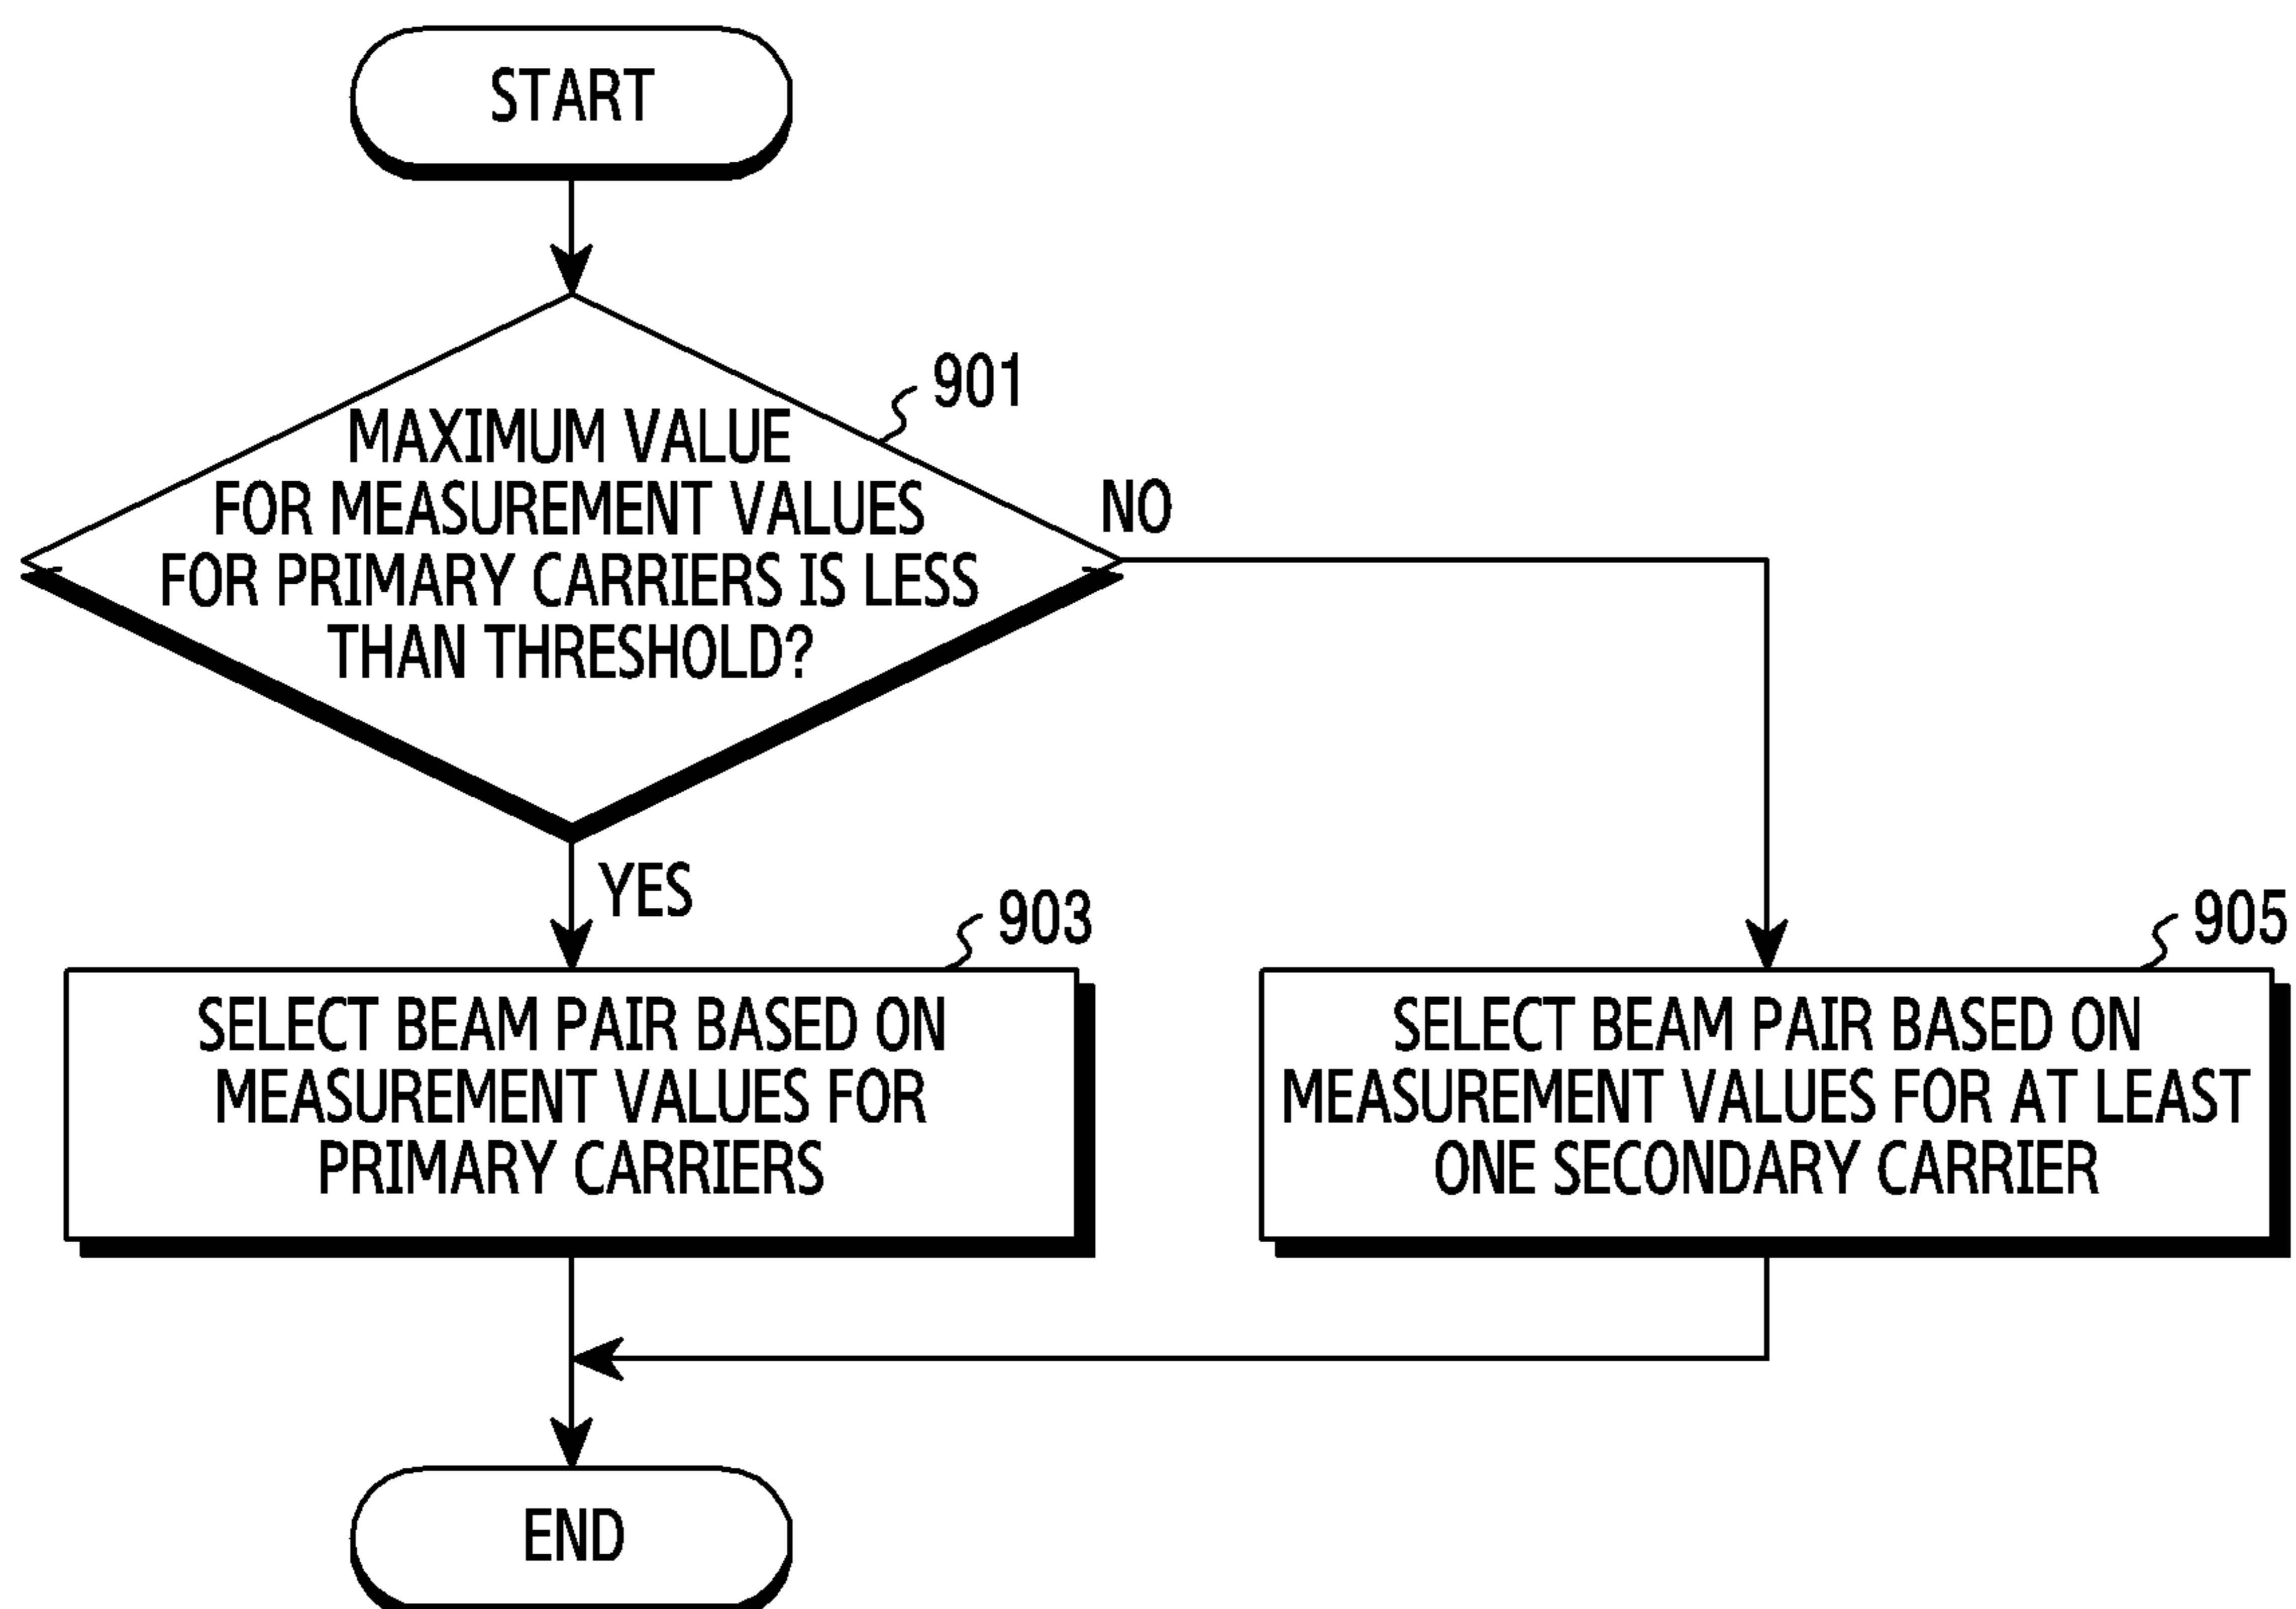 START
901
MAXIMUM VALUE
FOR MEASUREMENT VALUES
FOR PRIMARY CARRIERS IS LESS
THAN THRESHOLD?
NO
YES
903
SELECT BEAM PAIR BASED ON
MEASUREMENT VALUES FOR
PRIMARY CARRIERS
905
SELECT BEAM PAIR BASED ON
MEASUREMENT VALUES FOR AT LEAST
ONE SECONDARY CARRIER
END